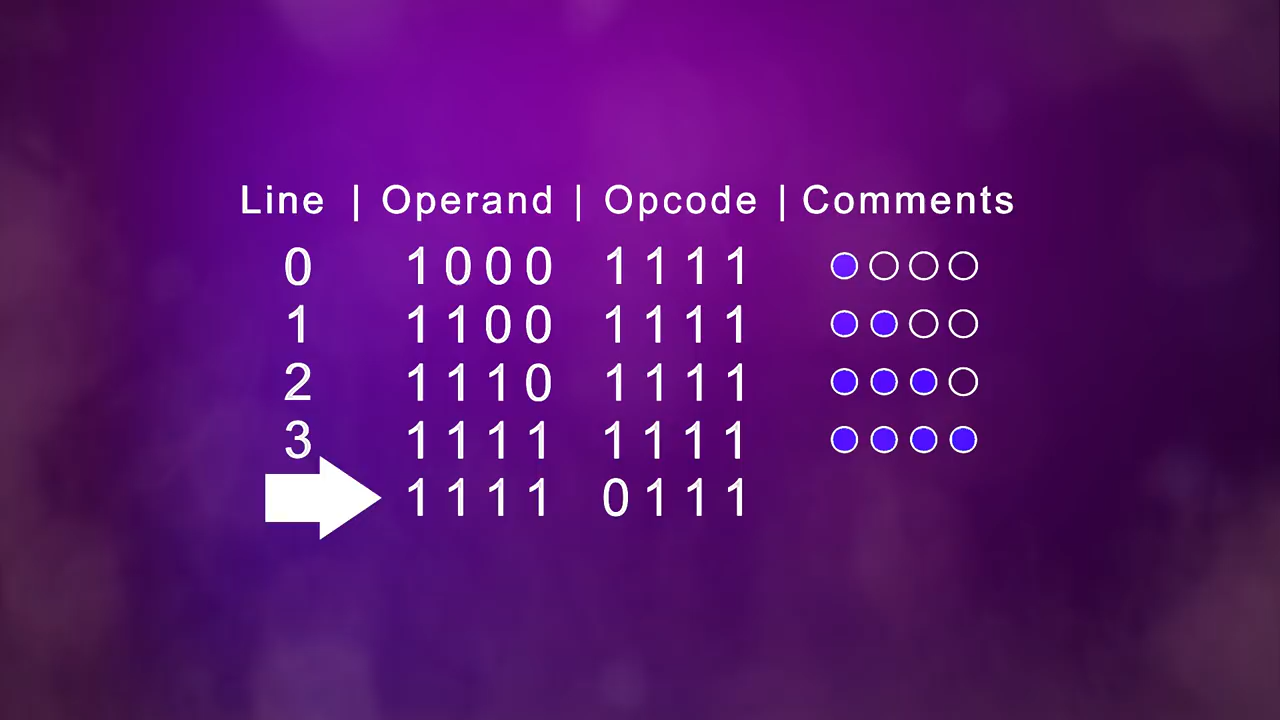 Line | Operand | Opcode | Comments
0 1000 1111
1 1100 1111
2 1110 1111
3 1111 1111
1111 0111